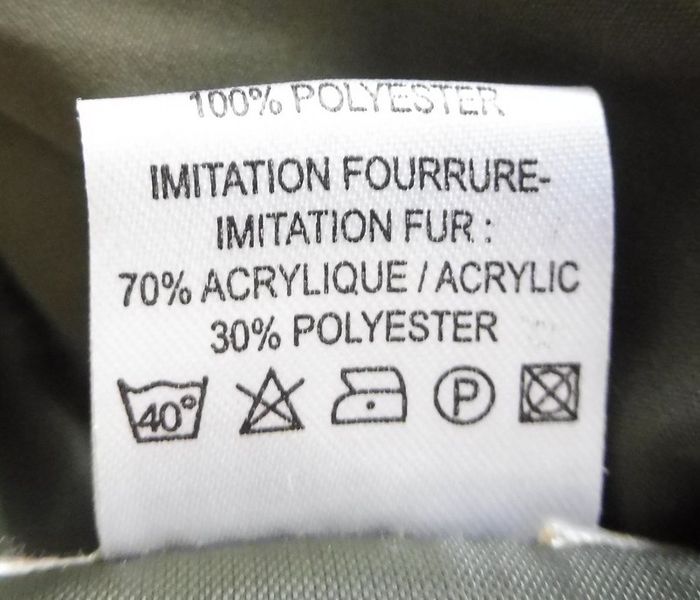 100% POLYESTER
IMITATION FOURRURE-
IMITATION FUR :
70% ACRYLIQUE / ACRYLIC
30% POLYESTER
40° P